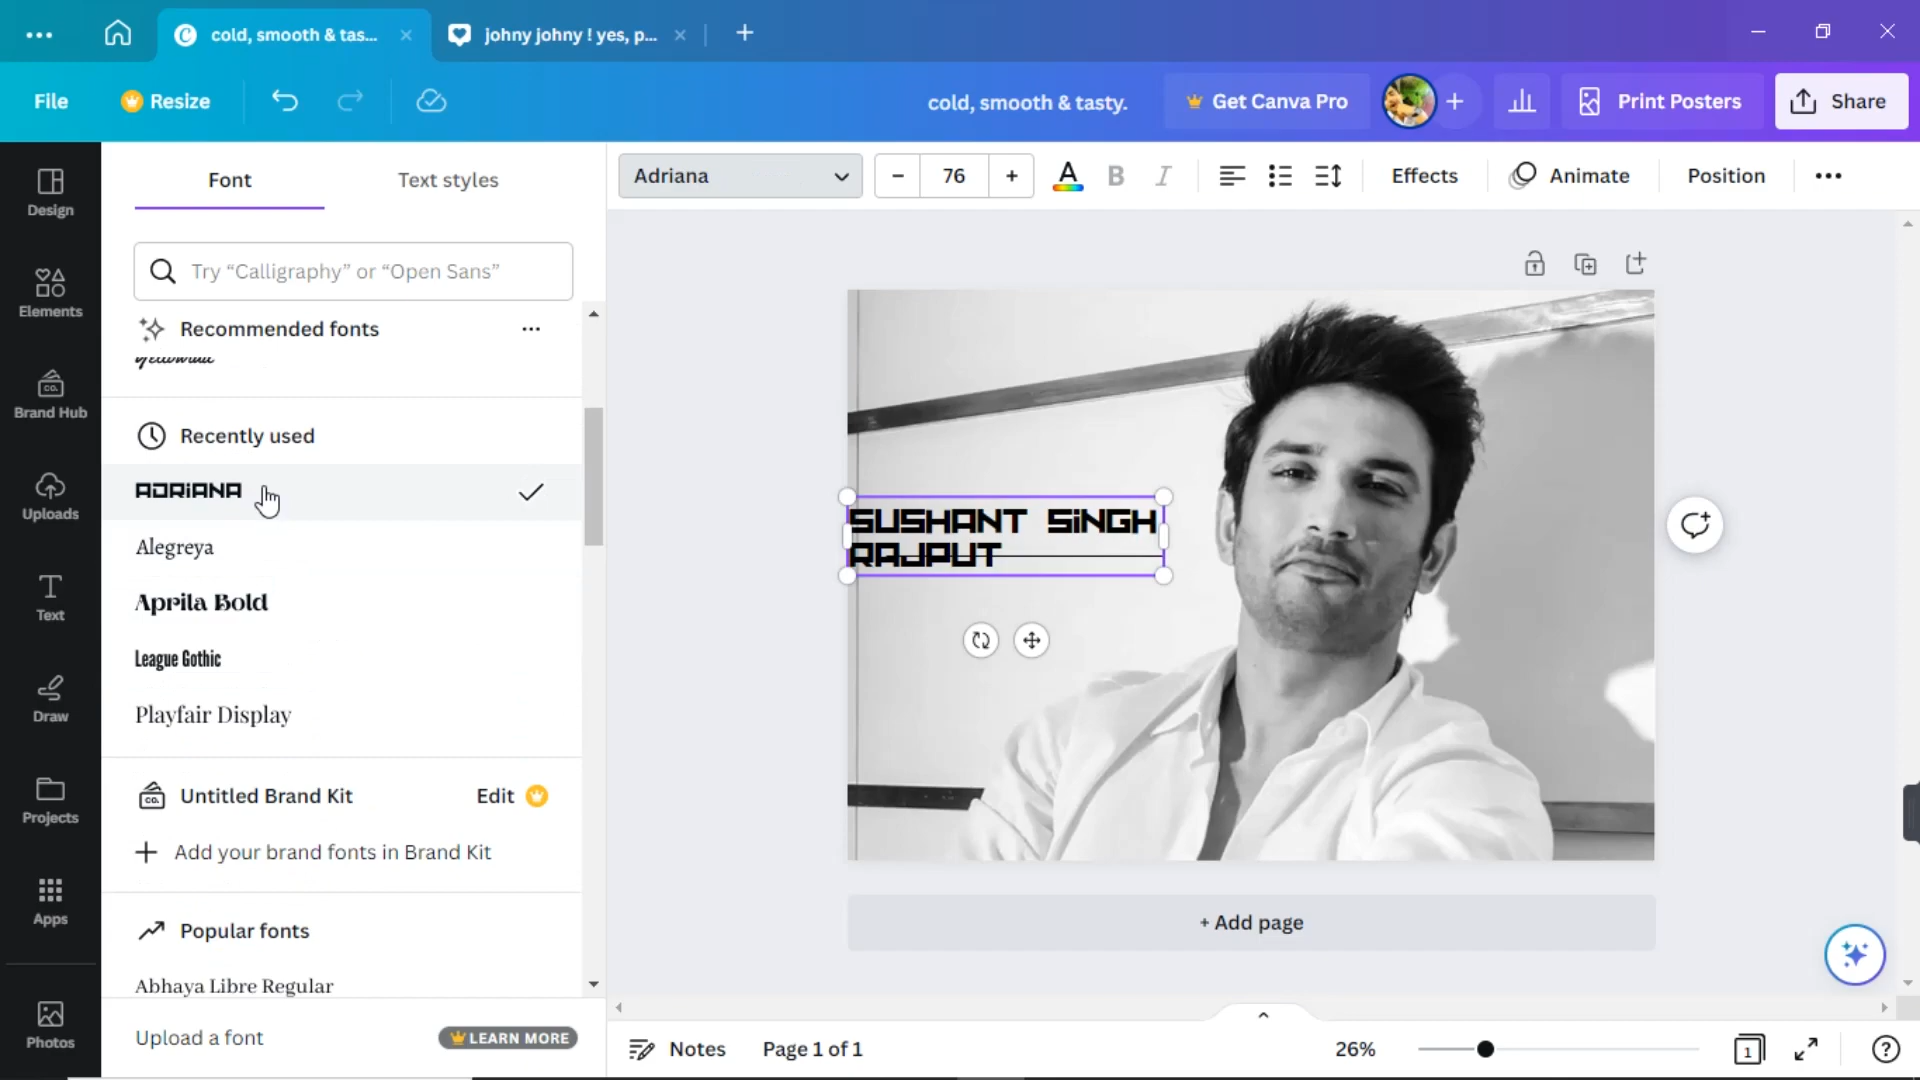 cold, smooth & tas...
johny johny ! yes, p...
File
Resize
cold, smooth & tasty.
Get Canva Pro
Print Posters
Share
Design
Elements
Brand Hub
Uploads
Text
Draw
Projects
Apps
Photos
Font
Text styles
Try “Calligraphy” or “Open Sans”
Recommended fonts
Yellowtail
Recently used
ADRiANA
Alegreya
Aprila Bold
League Gothic
Playfair Display
Untitled Brand Kit
Edit
CO.
Add your brand fonts in Brand Kit
Popular fonts
Abhaya Libre Regular
Upload a font
LEARN MORE
Adriana
76
A
B
I
Effects
Animate
Position
SUSHANT SiNGH
RAJPUT
+ Add page
Notes
Page 1 of 1
26%
1